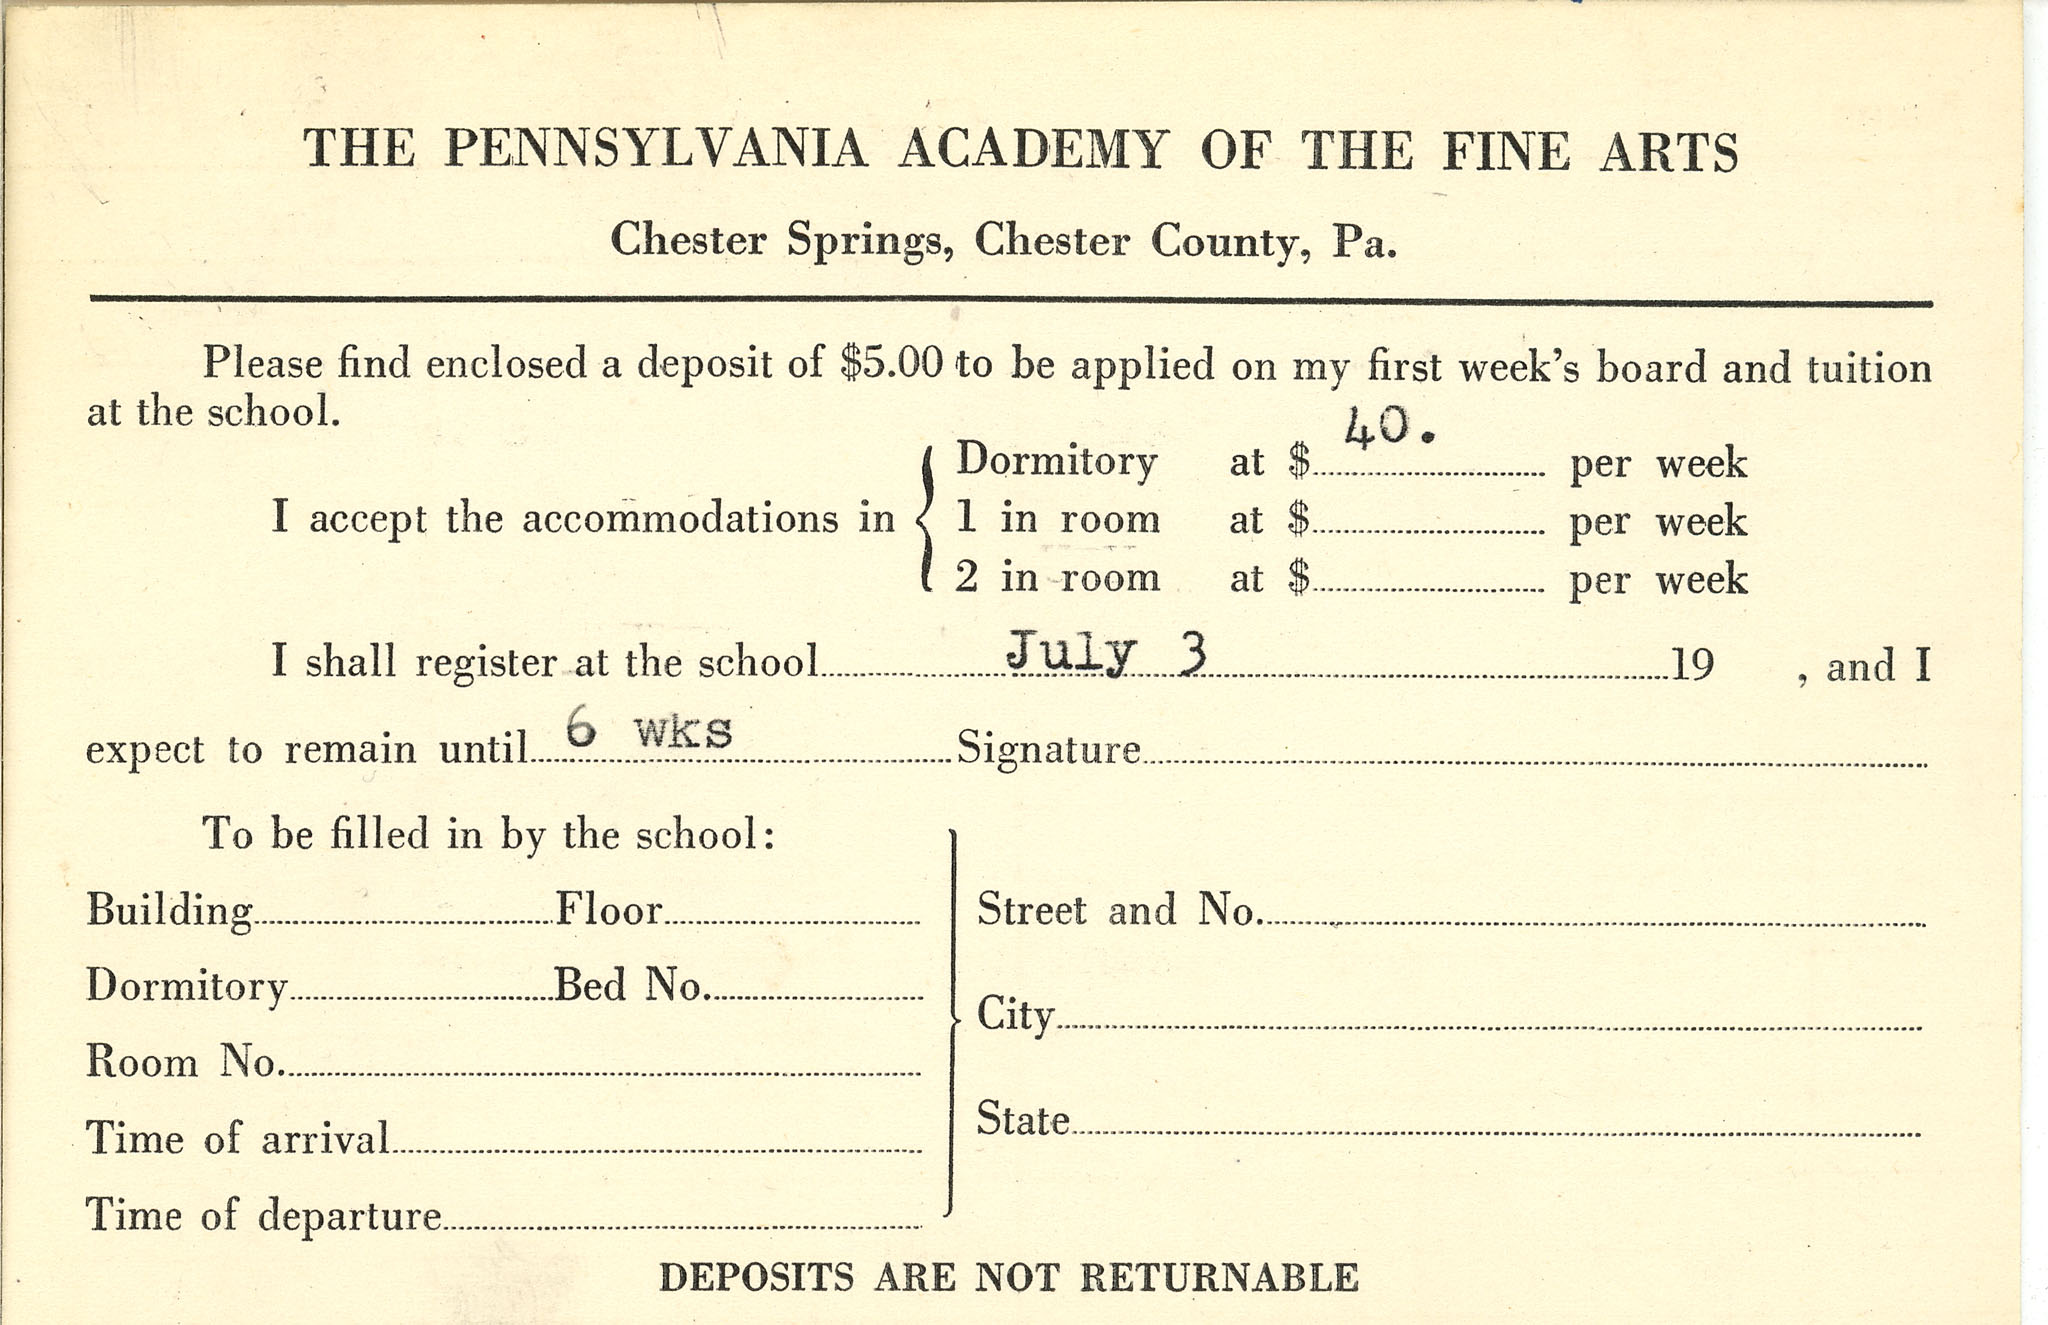 THE PENNSYLVANIA ACADEMY OF THE FINE ARTS
Chester Springs, Chester County, Pa.
Please find enclosed a deposit of $5.00 to be applied on my first week's board and tuition
at the school.
I accept the accommodations in
Dormitory at $ 40. per week
1 in room at $ per week
2 in room at $ per week
I shall register at the school July 3 19 , and I
expect to remain until 6 wks Signature
To be filled in by the school:
Building Floor
Dormitory Bed No.
Room No.
Time of arrival
Time of departure
Street and No.
City
State
DEPOSITS ARE NOT RETURNABLE